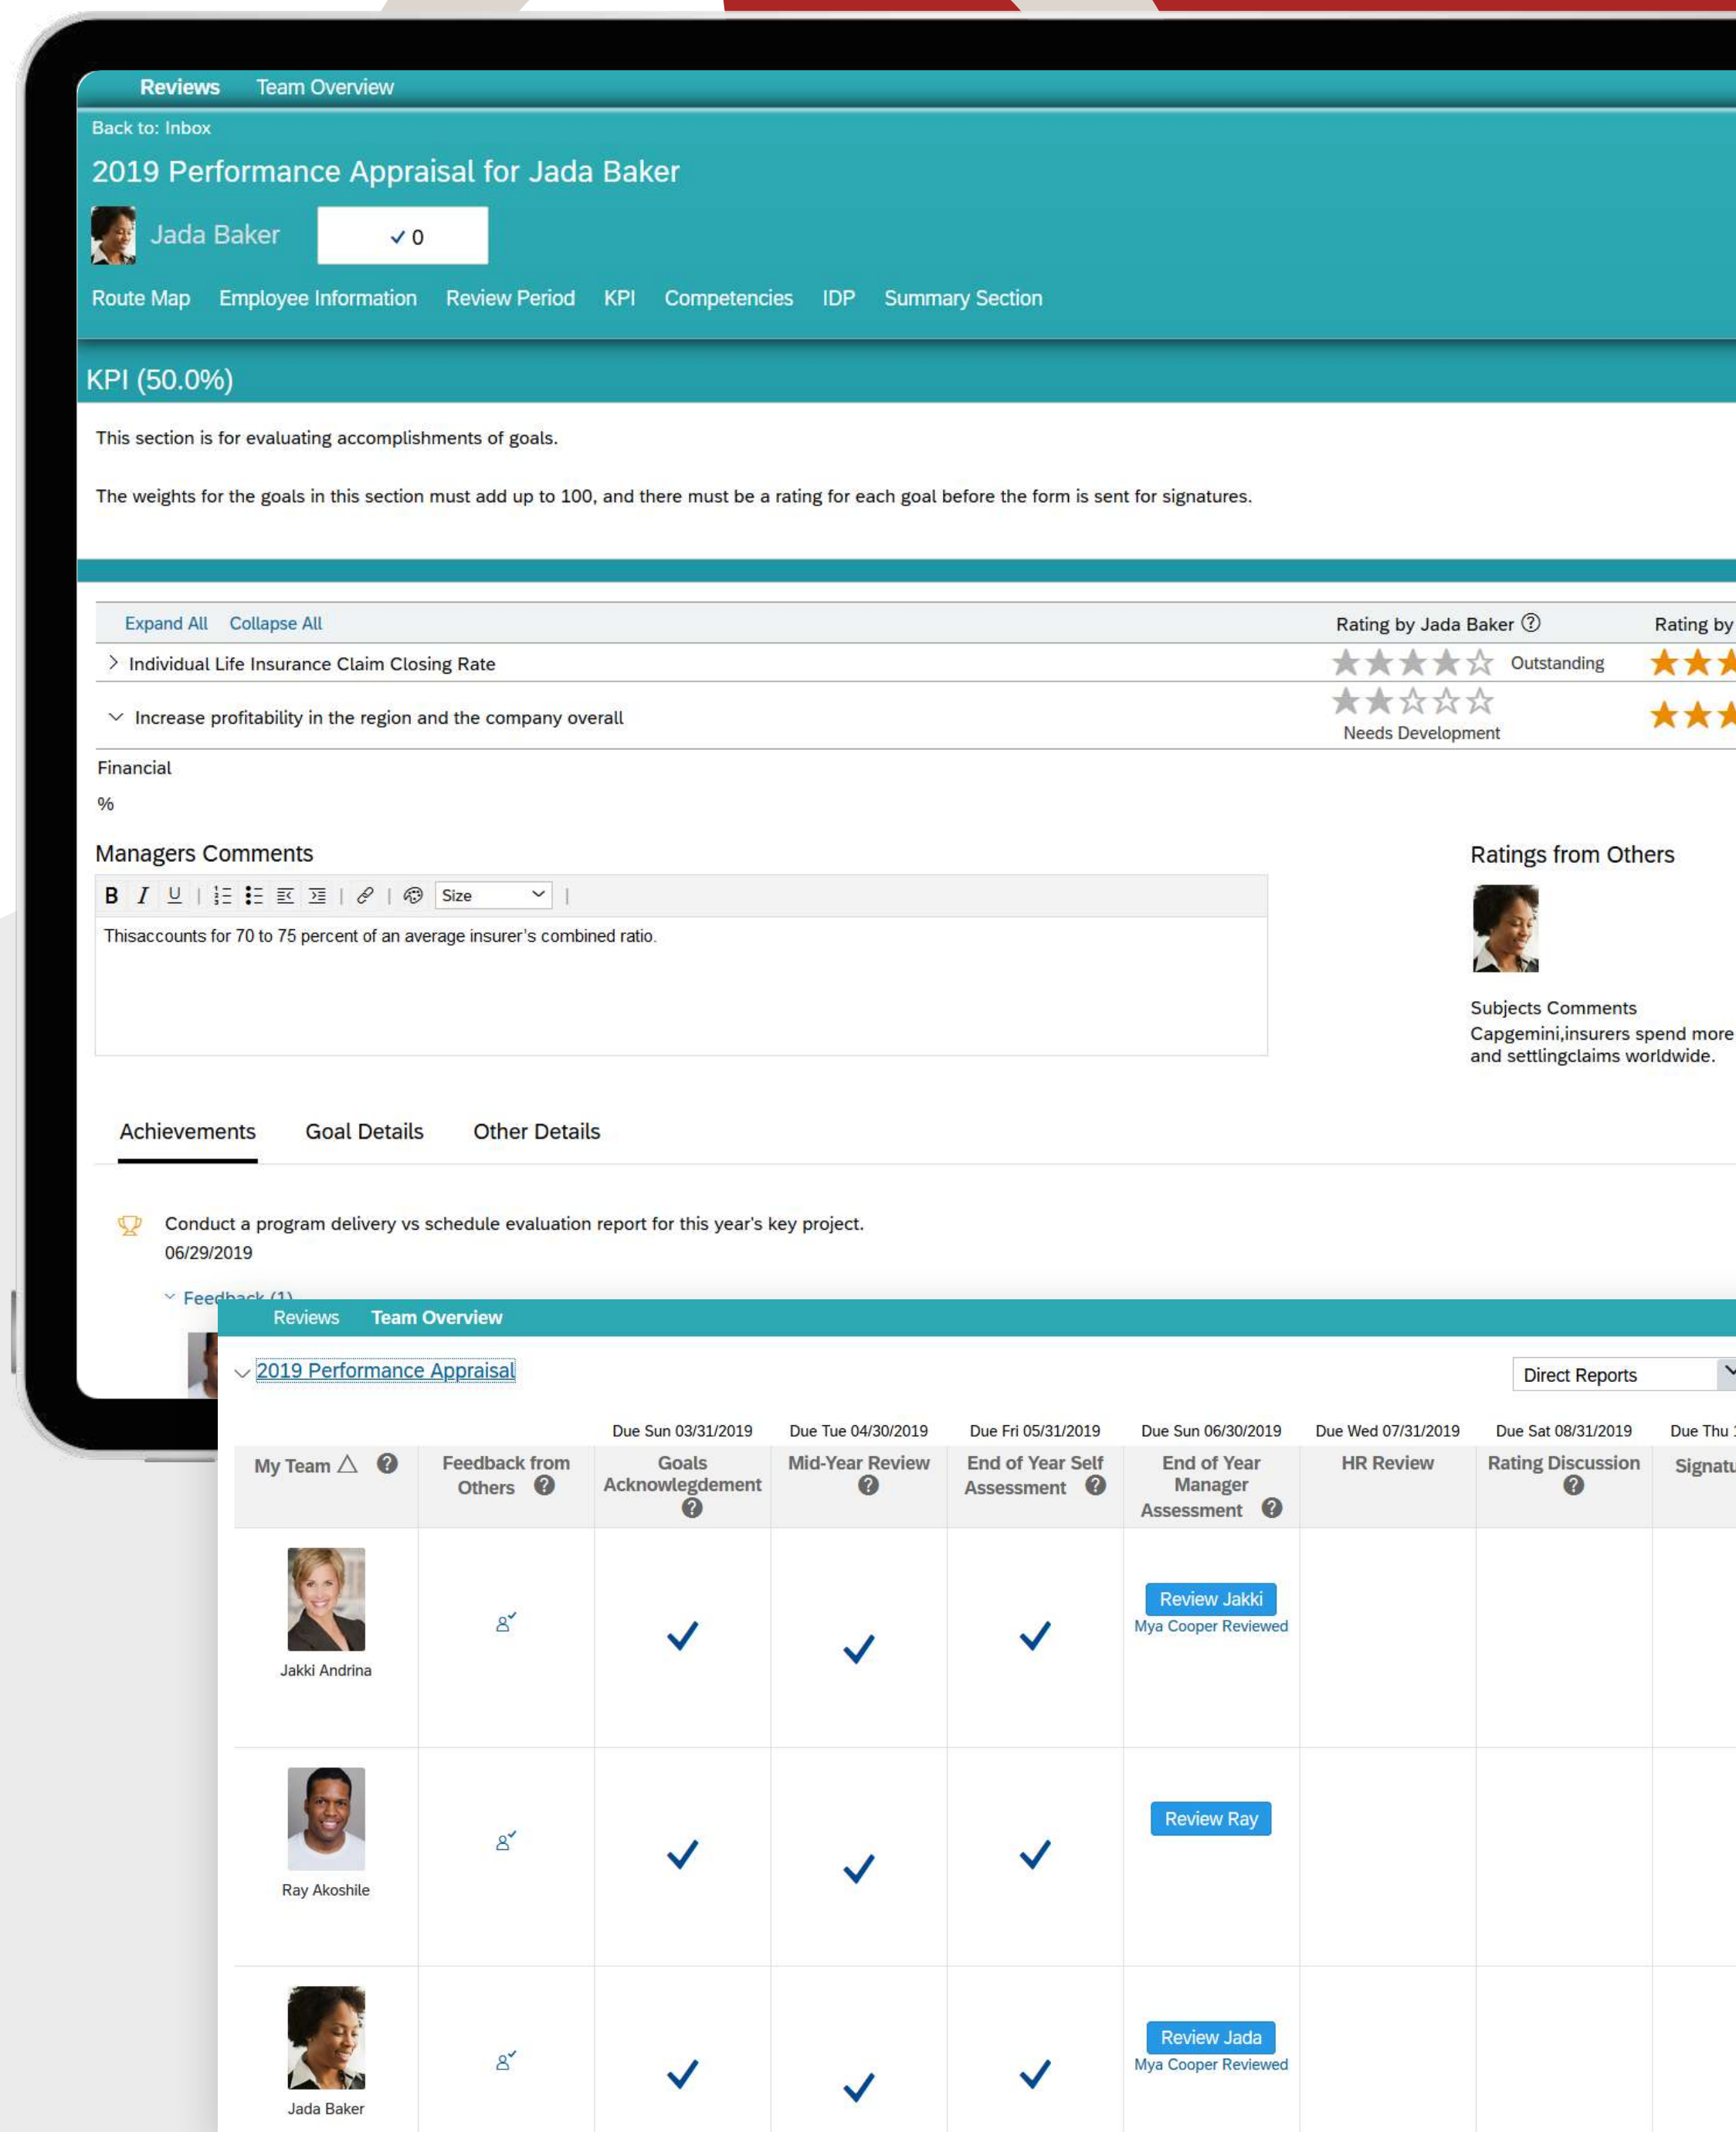 Reviews Team Overview
Back to: Inbox
2019 Performance Appraisal for Jada Baker
Jada Baker 0
Route Map Employee Information Review Period KPI Competencies IDP Summary Section
KPI (50.0%)
This section is for evaluating accomplishments of goals.
The weights for the goals in this section must add up to 100, and there must be a rating for each goal before the form is sent for signatures.
Expand All Collapse All Rating by Jada Baker ? Rating by
Individual Life Insurance Claim Closing Rate Outstanding
Increase profitability in the region and the company overall
Needs Development
Financial
%
Managers Comments Ratings from Others
B I U Size
Thisaccounts for 70 to 75 percent of an average insurer's combined ratio.
Subjects Comments
Capgemini,insurers spend more
and settlingclaims worldwide.
Achievements Goal Details Other Details
Conduct a program delivery vs schedule evaluation report for this year's key project.
06/29/2019
Feedback (1)
Reviews Team Overview
2019 Performance Appraisal Direct Reports
Due Sun 03/31/2019 Due Tue 04/30/2019 Due Fri 05/31/2019 Due Sun 06/30/2019 Due Wed 07/31/2019 Due Sat 08/31/2019 Due Thu
My Team ? Feedback from Goals Mid-Year Review End of Year Self End of Year HR Review Rating Discussion
Others ? Acknowlegdement ? Assessment ? Manager ?
? Assessment ?
Review Jakki
Mya Cooper Reviewed
Jakki Andrina
Review Ray
Ray Akoshile
Review Jada
Mya Cooper Reviewed
Jada Baker